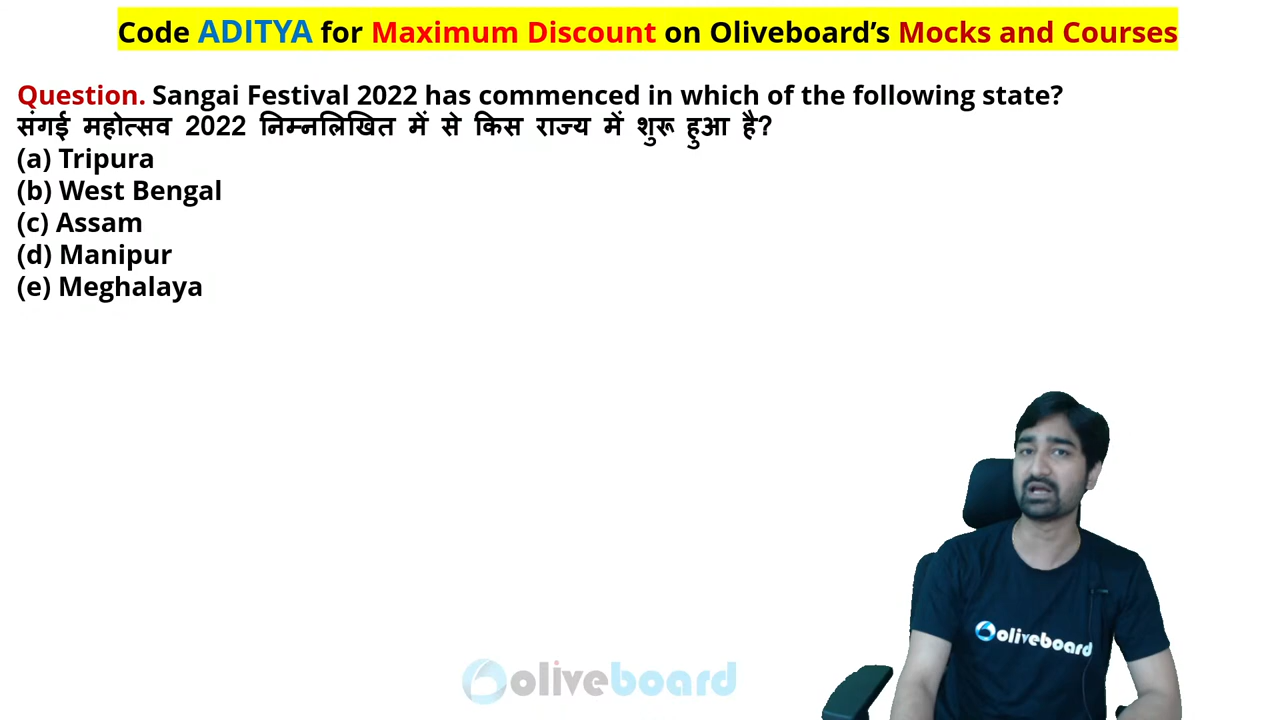 Code ADITYA for Maximum Discount on Oliveboard’s Mocks and Courses
Question. Sangai Festival 2022 has commenced in which of the following state?
संगई महोत्सव 2022 निम्नलिखित में से किस राज्य में शुरू हुआ है?
(a) Tripura
(b) West Bengal
(c) Assam
(d) Manipur
(e) Meghalaya
oliveboard
oliveboard